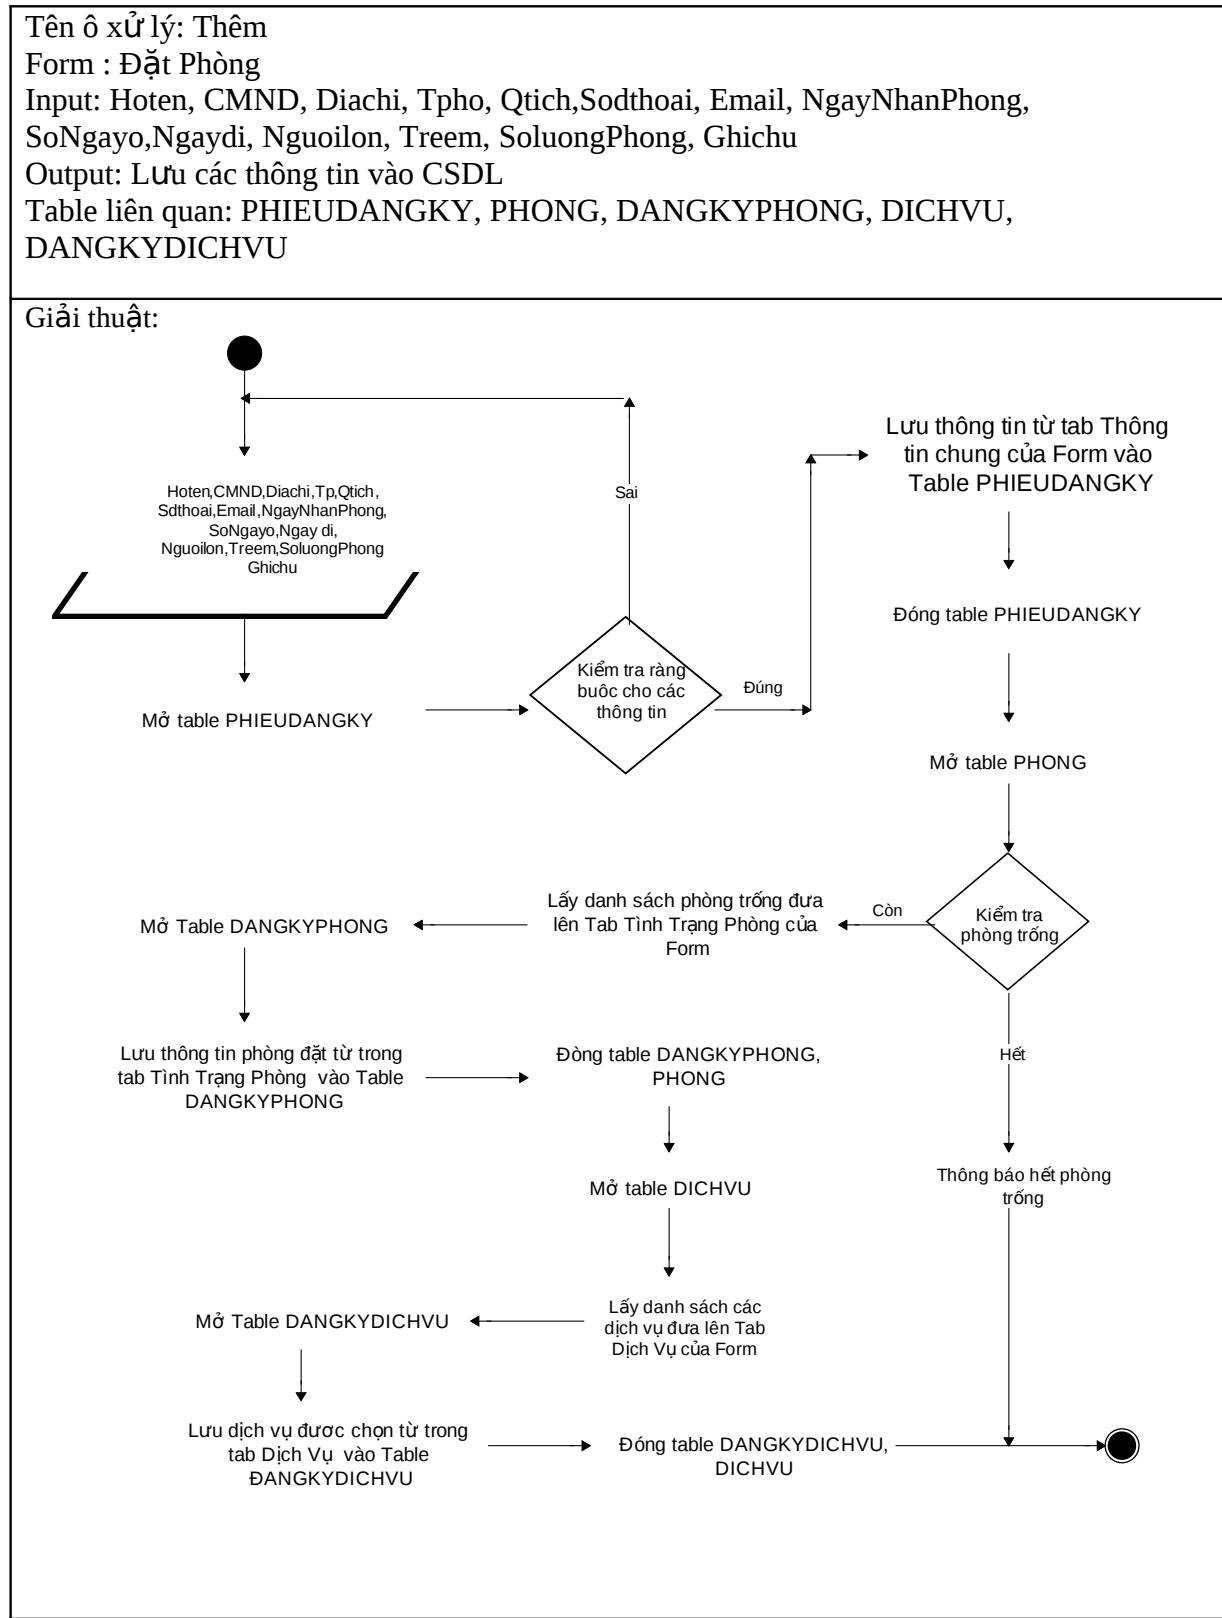 Tên ô xử lý: Thêm
Form : Đặt Phòng
Input: Hoten, CMND, Diachi, Tpho, Qtich,Sodthoai, Email, NgayNhanPhong,
SoNgayo,Ngaydi, Nguoilon, Treem, SoluongPhong, Ghichu
Output: Lưu các thông tin vào CSDL
Table liên quan: PHIEUDANGKY, PHONG, DANGKYPHONG, DICHVU,
DANGKYDICHVU
Giải thuật:
Hoten,CMND,Diachi,Tp,Qtich,
Sdthoai,Email,NgayNhanPhong,
SoNgayo,Ngay di,
Nguoilon,Treem,SoluongPhong
Ghichu
Mở table PHIEUDANGKY
Kiểm tra ràng
buôc cho các
thông tin
Sai
Đúng
Lưu thông tin từ tab Thông
tin chung của Form vào
Table PHIEUDANGKY
Đóng table PHIEUDANGKY
Mở table PHONG
Kiểm tra
phòng trống
Còn
Lấy danh sách phòng trống đưa
lên Tab Tình Trạng Phòng của
Form
Mở Table DANGKYPHONG
Lưu thông tin phòng đặt từ trong
tab Tình Trạng Phòng vào Table
DANGKYPHONG
Đòng table DANGKYPHONG,
PHONG
Hết
Thông báo hết phòng
trống
Mở table DICHVU
Lấy danh sách các
dịch vụ đưa lên Tab
Dịch Vụ của Form
Mở Table DANGKYDICHVU
Lưu dịch vụ đươc chọn từ trong
tab Dịch Vụ vào Table
ĐANGKYDICHVU
Đóng table DANGKYDICHVU,
DICHVU